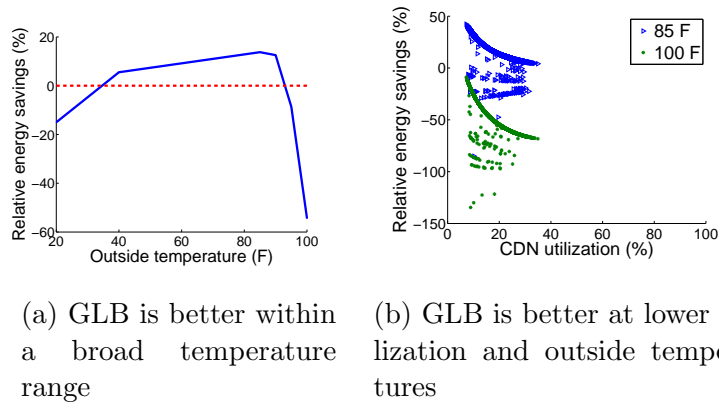 20
0
−20
−40
−60
20
40
60
80
100
Relative energy savings (%)
Outside temperature (F)
50
0
−50
−100
−150
0
20
40
60
80
100
Relative energy savings (%)
CDN utilization (%)
85 F
100 F
(a) GLB is better within
a broad temperature
range
(b) GLB is better at lower
lization and outside tempe
tures